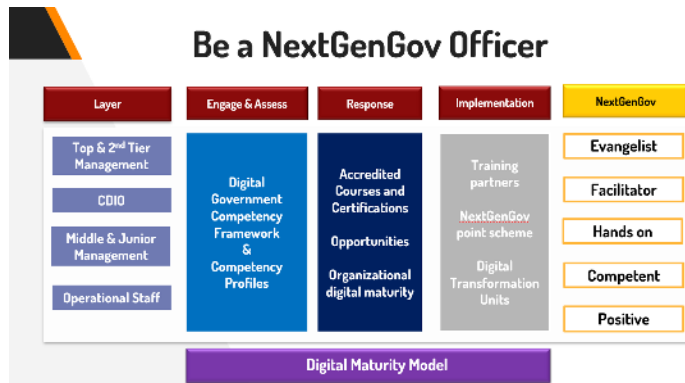 Be a NextGenGov Officer
Layer
Engage & Assess
Response
Implementation
NextGenGov
Top & 2nd Tier
Management
CDIO
Middle & Junior
Management
Operational Staff
Digital
Government
Competency
Framework
&
Competency
Profiles
Accredited
Courses and
Certifications
Opportunities
Organizational
digital maturity
Training
partners
NextGenGov
point scheme
Digital
Transformation
Units
Evangelist
Facilitator
Hands on
Competent
Positive
Digital Maturity Model